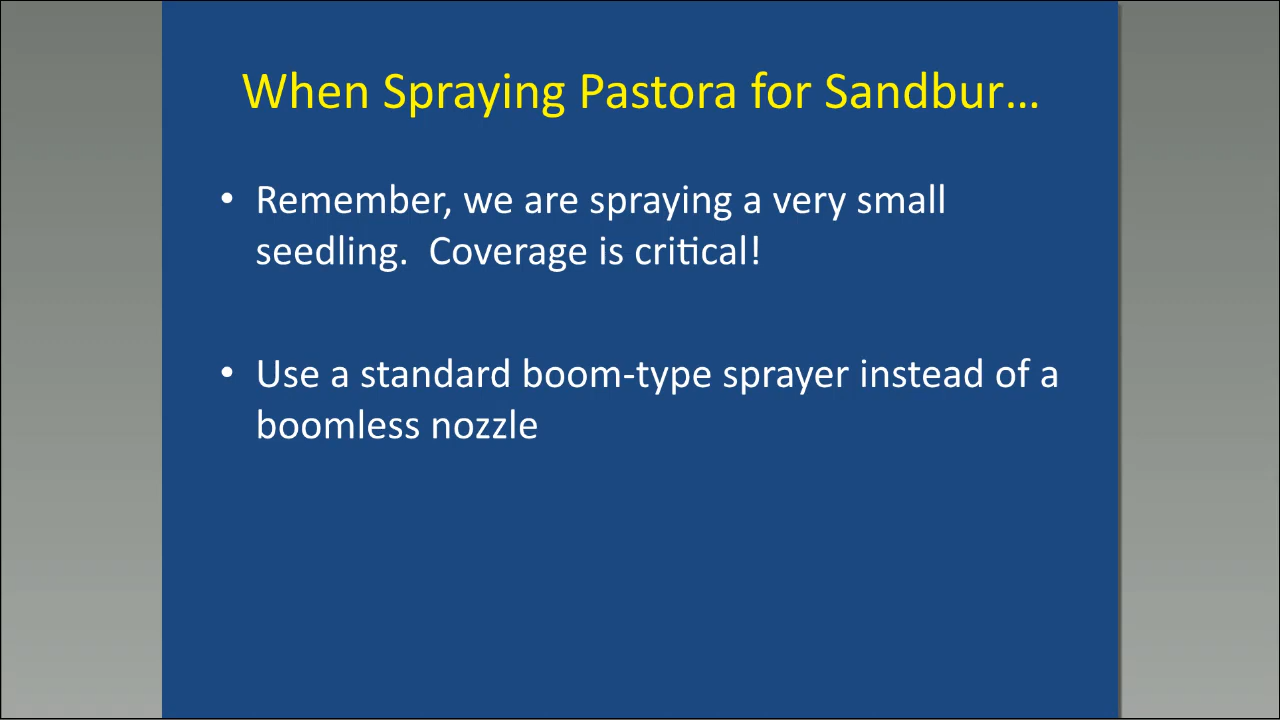 When Spraying Pastora for Sandbur…
• Remember, we are spraying a very small
seedling.  Coverage is critical!
• Use a standard boom-type sprayer instead of a
boomless nozzle